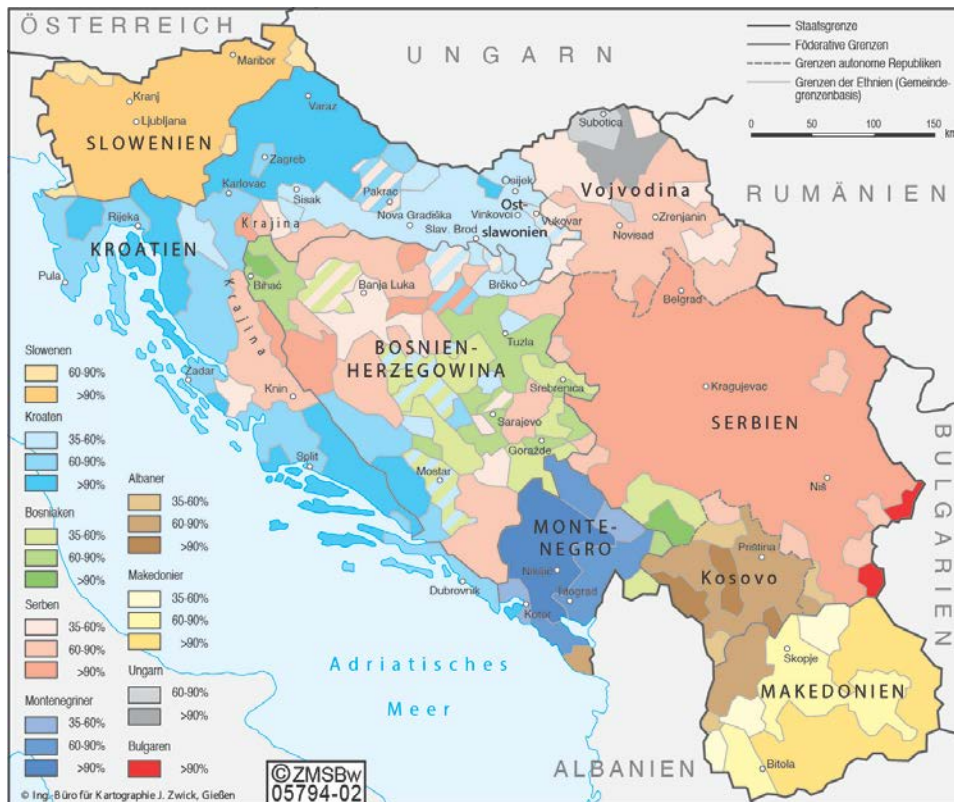 ÖSTERREICH
UNGARN
RUMÄNIEN
BULGARIEN
ALBANIEN
Staatsgrenze
Föderative Grenzen
Grenzen autonome Republiken
Grenzen der Ethnien (Gemeinde-
grenzenbasis)
0 50 100 150
km
Maribor
Kranj
Ljubljana
SLOWENIEN
Varaz
Zagreb
Karlovac
Sisak
Pakrac
Nova Gradiška
Slav. Brod
Osijek
Ost-
slawonien
Vinkovci
Vukovar
Rijeka
KROATIEN
Pula
Krajina
Krajina
Zadar
Knin
Split
Dubrovnik
Subotica
Vojvodina
Zrenjanin
Novisad
Belgrad
Bihać
Banja Luka
Brčko
Tuzla
BOSNIEN-
HERZEGOWINA
Srebrenica
Sarajevo
Goražde
Mostar
Kragujevac
SERBIEN
Niš
MONTE-
NEGRO
Nikšić
Titograd
Kotor
Priština
Kosovo
Skopje
MAKEDONIEN
Bitola
Adriatisches
Meer
Slowenen
60-90%
>90%
Kroaten
35-60%
60-90%
>90%
Bosniaken
35-60%
60-90%
>90%
Serben
35-60%
60-90%
>90%
Montenegriner
35-60%
60-90%
>90%
Albaner
35-60%
60-90%
>90%
Makedonier
35-60%
60-90%
>90%
Ungarn
60-90%
>90%
Bulgaren
>90%
© ZMSBw
05794-02
© Ing. Büro für Kartographie J. Zwick, Gießen